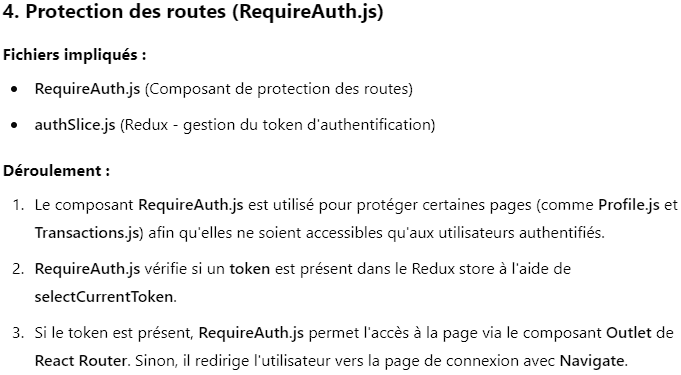 4. Protection des routes (RequireAuth.js)
Fichiers impliqués :
• RequireAuth.js (Composant de protection des routes)
• authSlice.js (Redux - gestion du token d'authentification)
Déroulement :
1. Le composant RequireAuth.js est utilisé pour protéger certaines pages (comme Profile.js et
Transactions.js) afin qu'elles ne soient accessibles qu'aux utilisateurs authentifiés.
2. RequireAuth.js vérifie si un token est présent dans le Redux store à l'aide de
selectCurrentToken.
3. Si le token est présent, RequireAuth.js permet l'accès à la page via le composant Outlet de
React Router. Sinon, il redirige l'utilisateur vers la page de connexion avec Navigate.